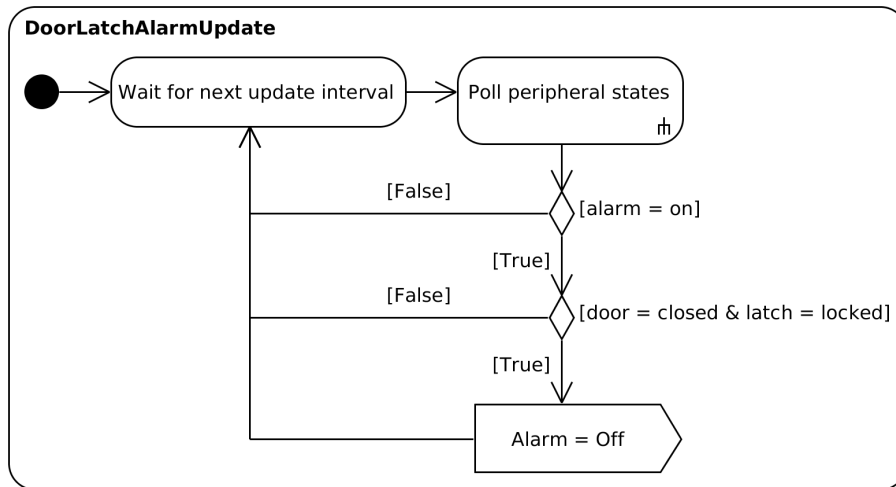 DoorLatchAlarmUpdate
Wait for next update interval
Poll peripheral states
[False]
[alarm = on]
[True]
[False]
[door = closed & latch = locked]
[True]
Alarm = Off